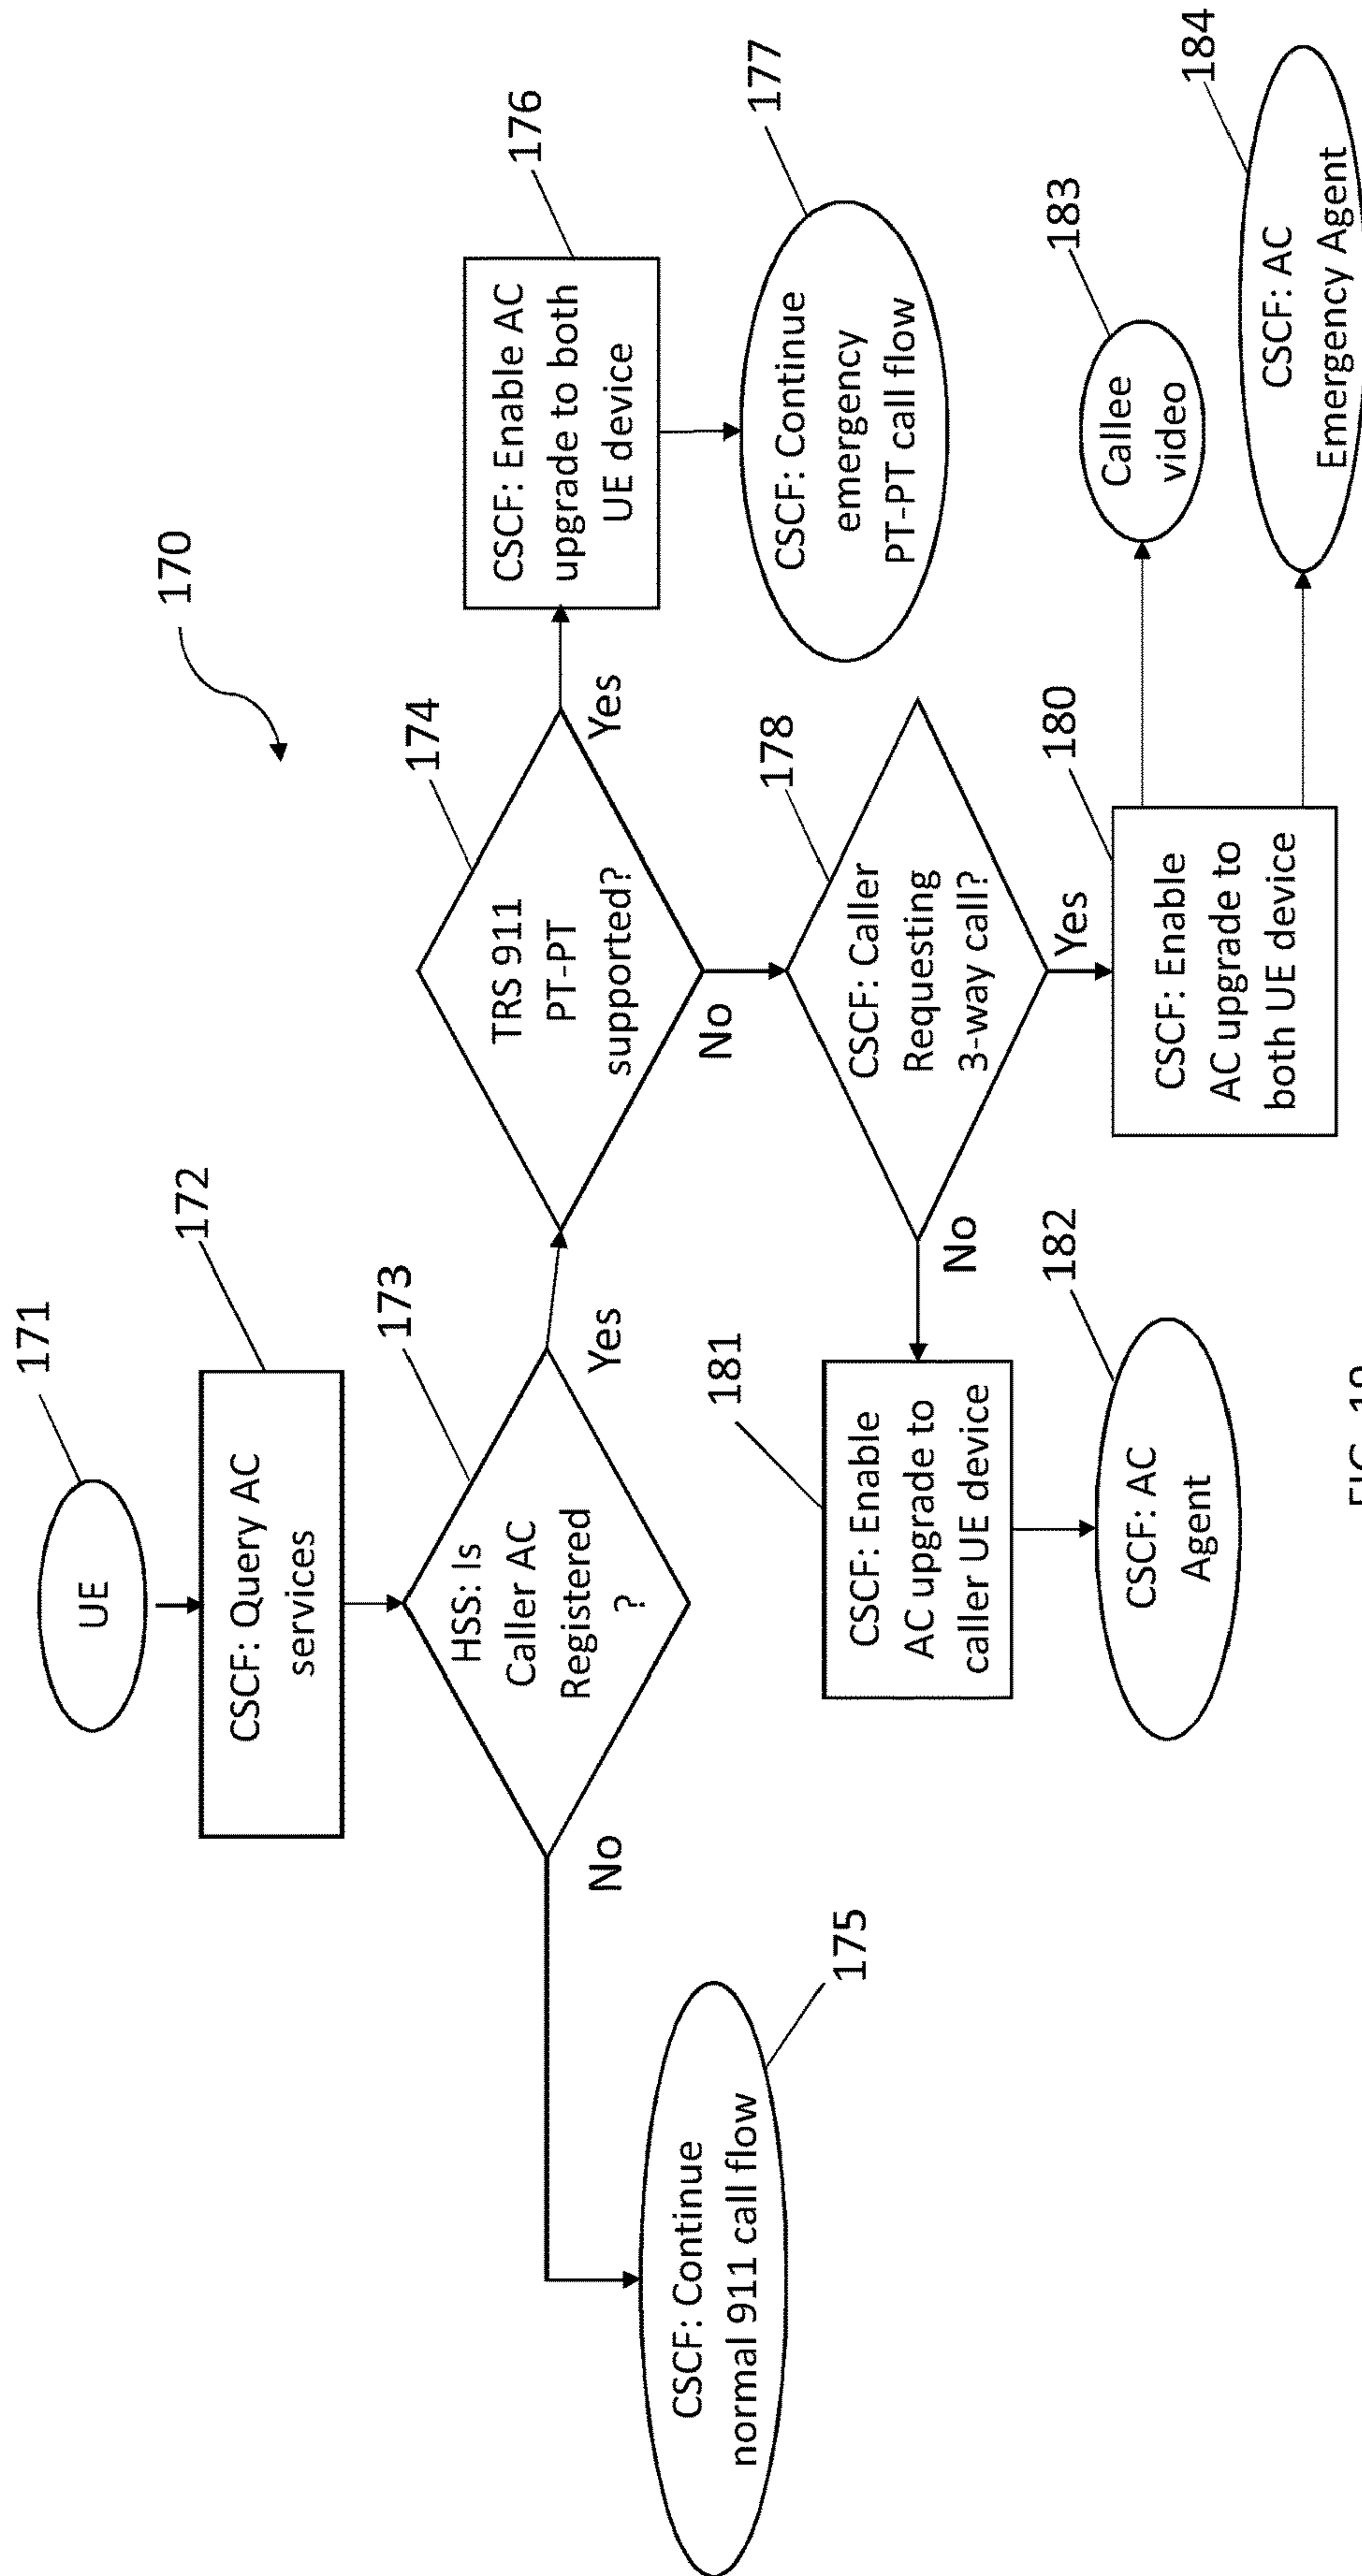 170
171
UE
172
CSCF: Query AC
services
173
HSS: Is
Caller AC
Registered
?
No
Yes
174
TRS 911
PT-PT
supported?
Yes
No
175
CSCF: Continue
normal 911 call flow
176
CSCF: Enable AC
upgrade to both
UE device
177
CSCF: Continue
emergency
PT-PT call flow
178
CSCF: Caller
Requesting
3-way call?
No
Yes
181
CSCF: Enable
AC upgrade to
caller UE device
182
CSCF: AC
Agent
180
CSCF: Enable
AC upgrade to
both UE device
183
Callee
video
184
CSCF: AC
Emergency Agent
FIG.